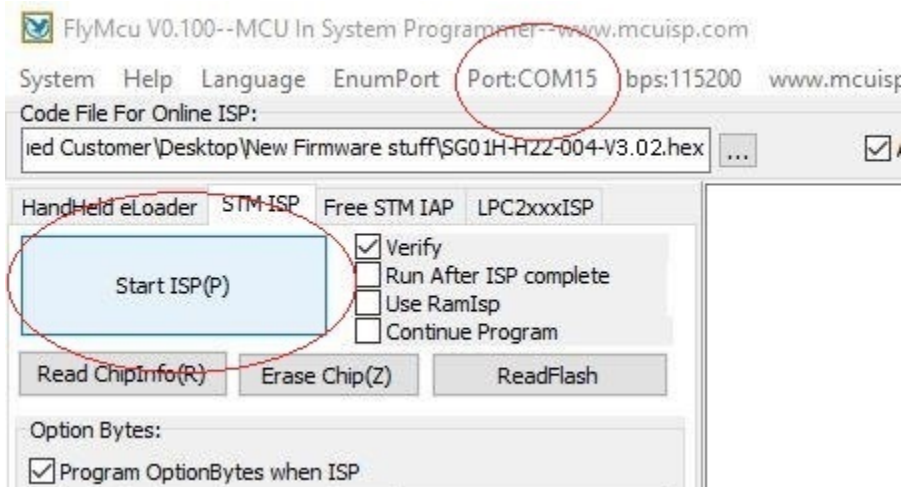 FlyMcu V0.100--MCU In System Programmer--www.mcuisp.com
System Help Language EnumPort Port:COM15 bps:115200 www.mcuisp
Code File For Online ISP:
ied Customer\Desktop\New Firmware stuff\SG01H-H22-004-V3.02.hex ...
HandHeld eLoader STM ISP Free STM IAP LPC2xxxISP
Verify
Start ISP(P)
Run After ISP complete
Use RamIsp
Continue Program
Read ChipInfo(R) Erase Chip(Z) ReadFlash
Option Bytes:
Program OptionBytes when ISP